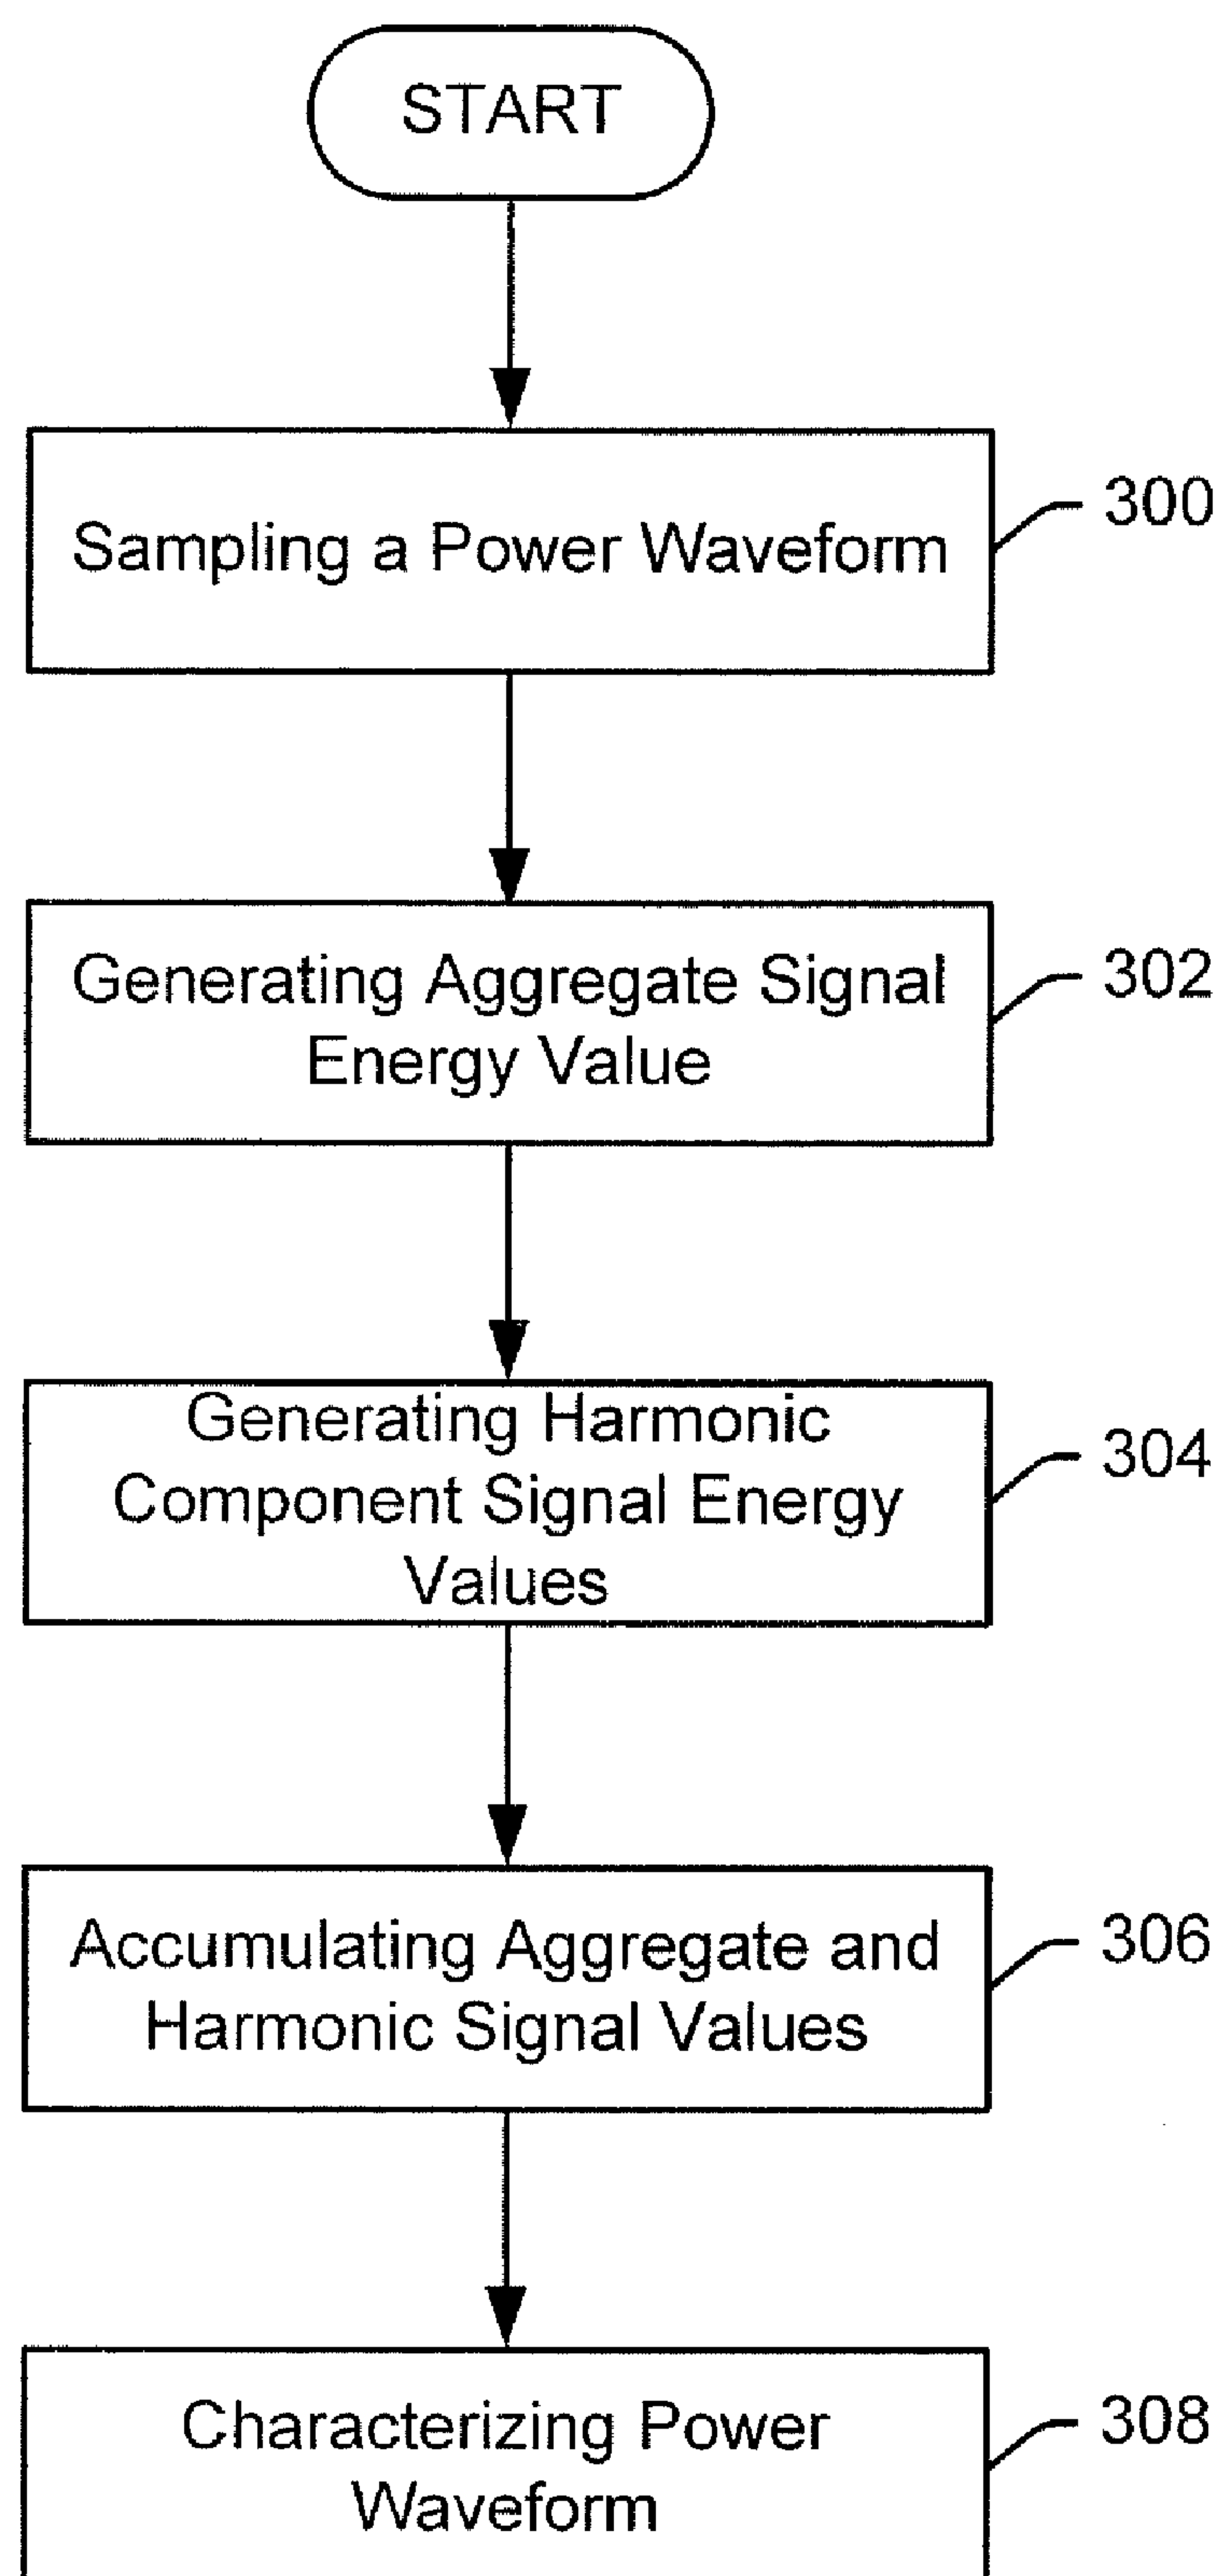 START
Sampling a Power Waveform
300
Generating Aggregate Signal
Energy Value
302
Generating Harmonic
Component Signal Energy
Values
304
Accumulating Aggregate and
Harmonic Signal Values
306
Characterizing Power
Waveform
308